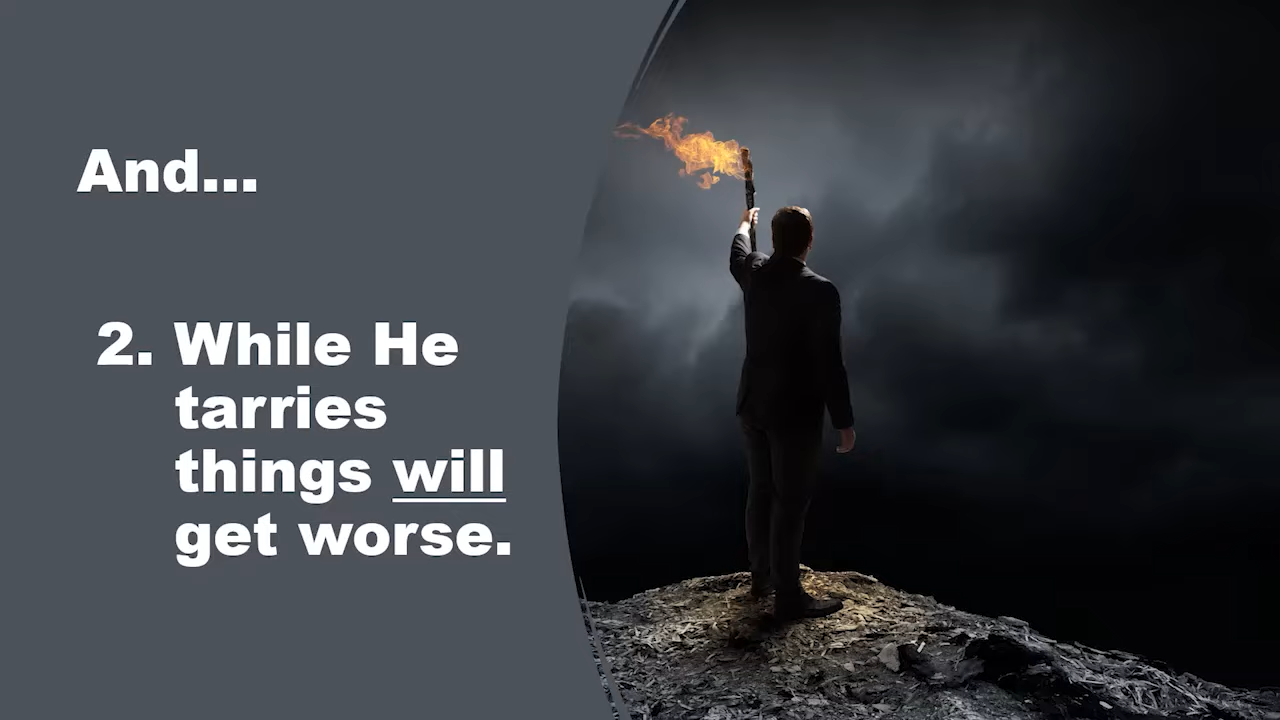 And...
2. While He
tarries
things will
get worse.